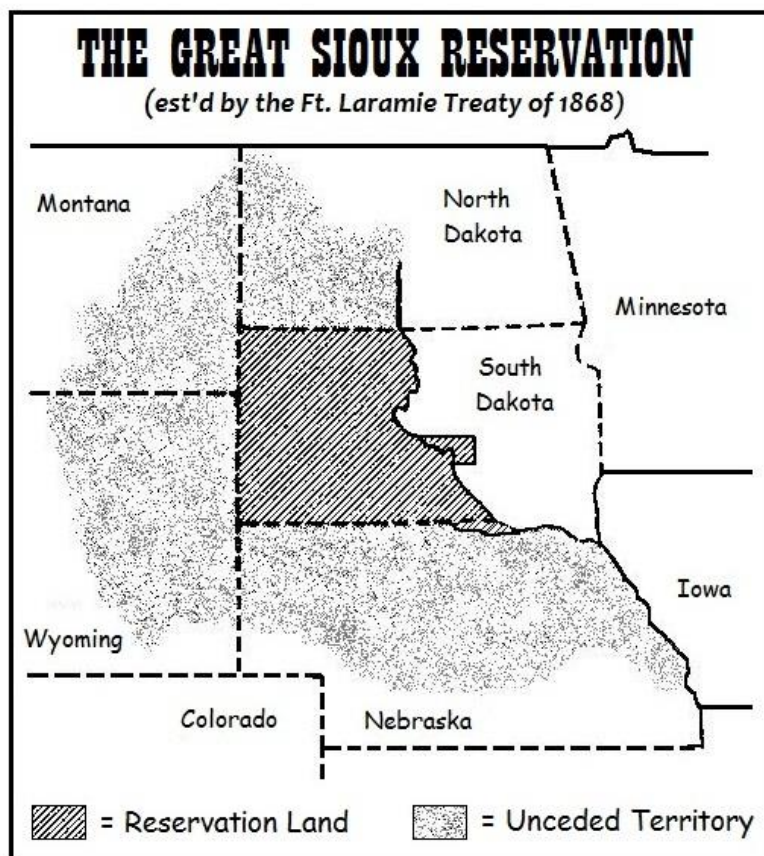 THE GREAT SIOUX RESERVATION
(est'd by the Ft. Laramie Treaty of 1868)
Montana
North
Dakota
Minnesota
South
Dakota
Iowa
Wyoming
Colorado
Nebraska
= Reservation Land
= Unceded Territory